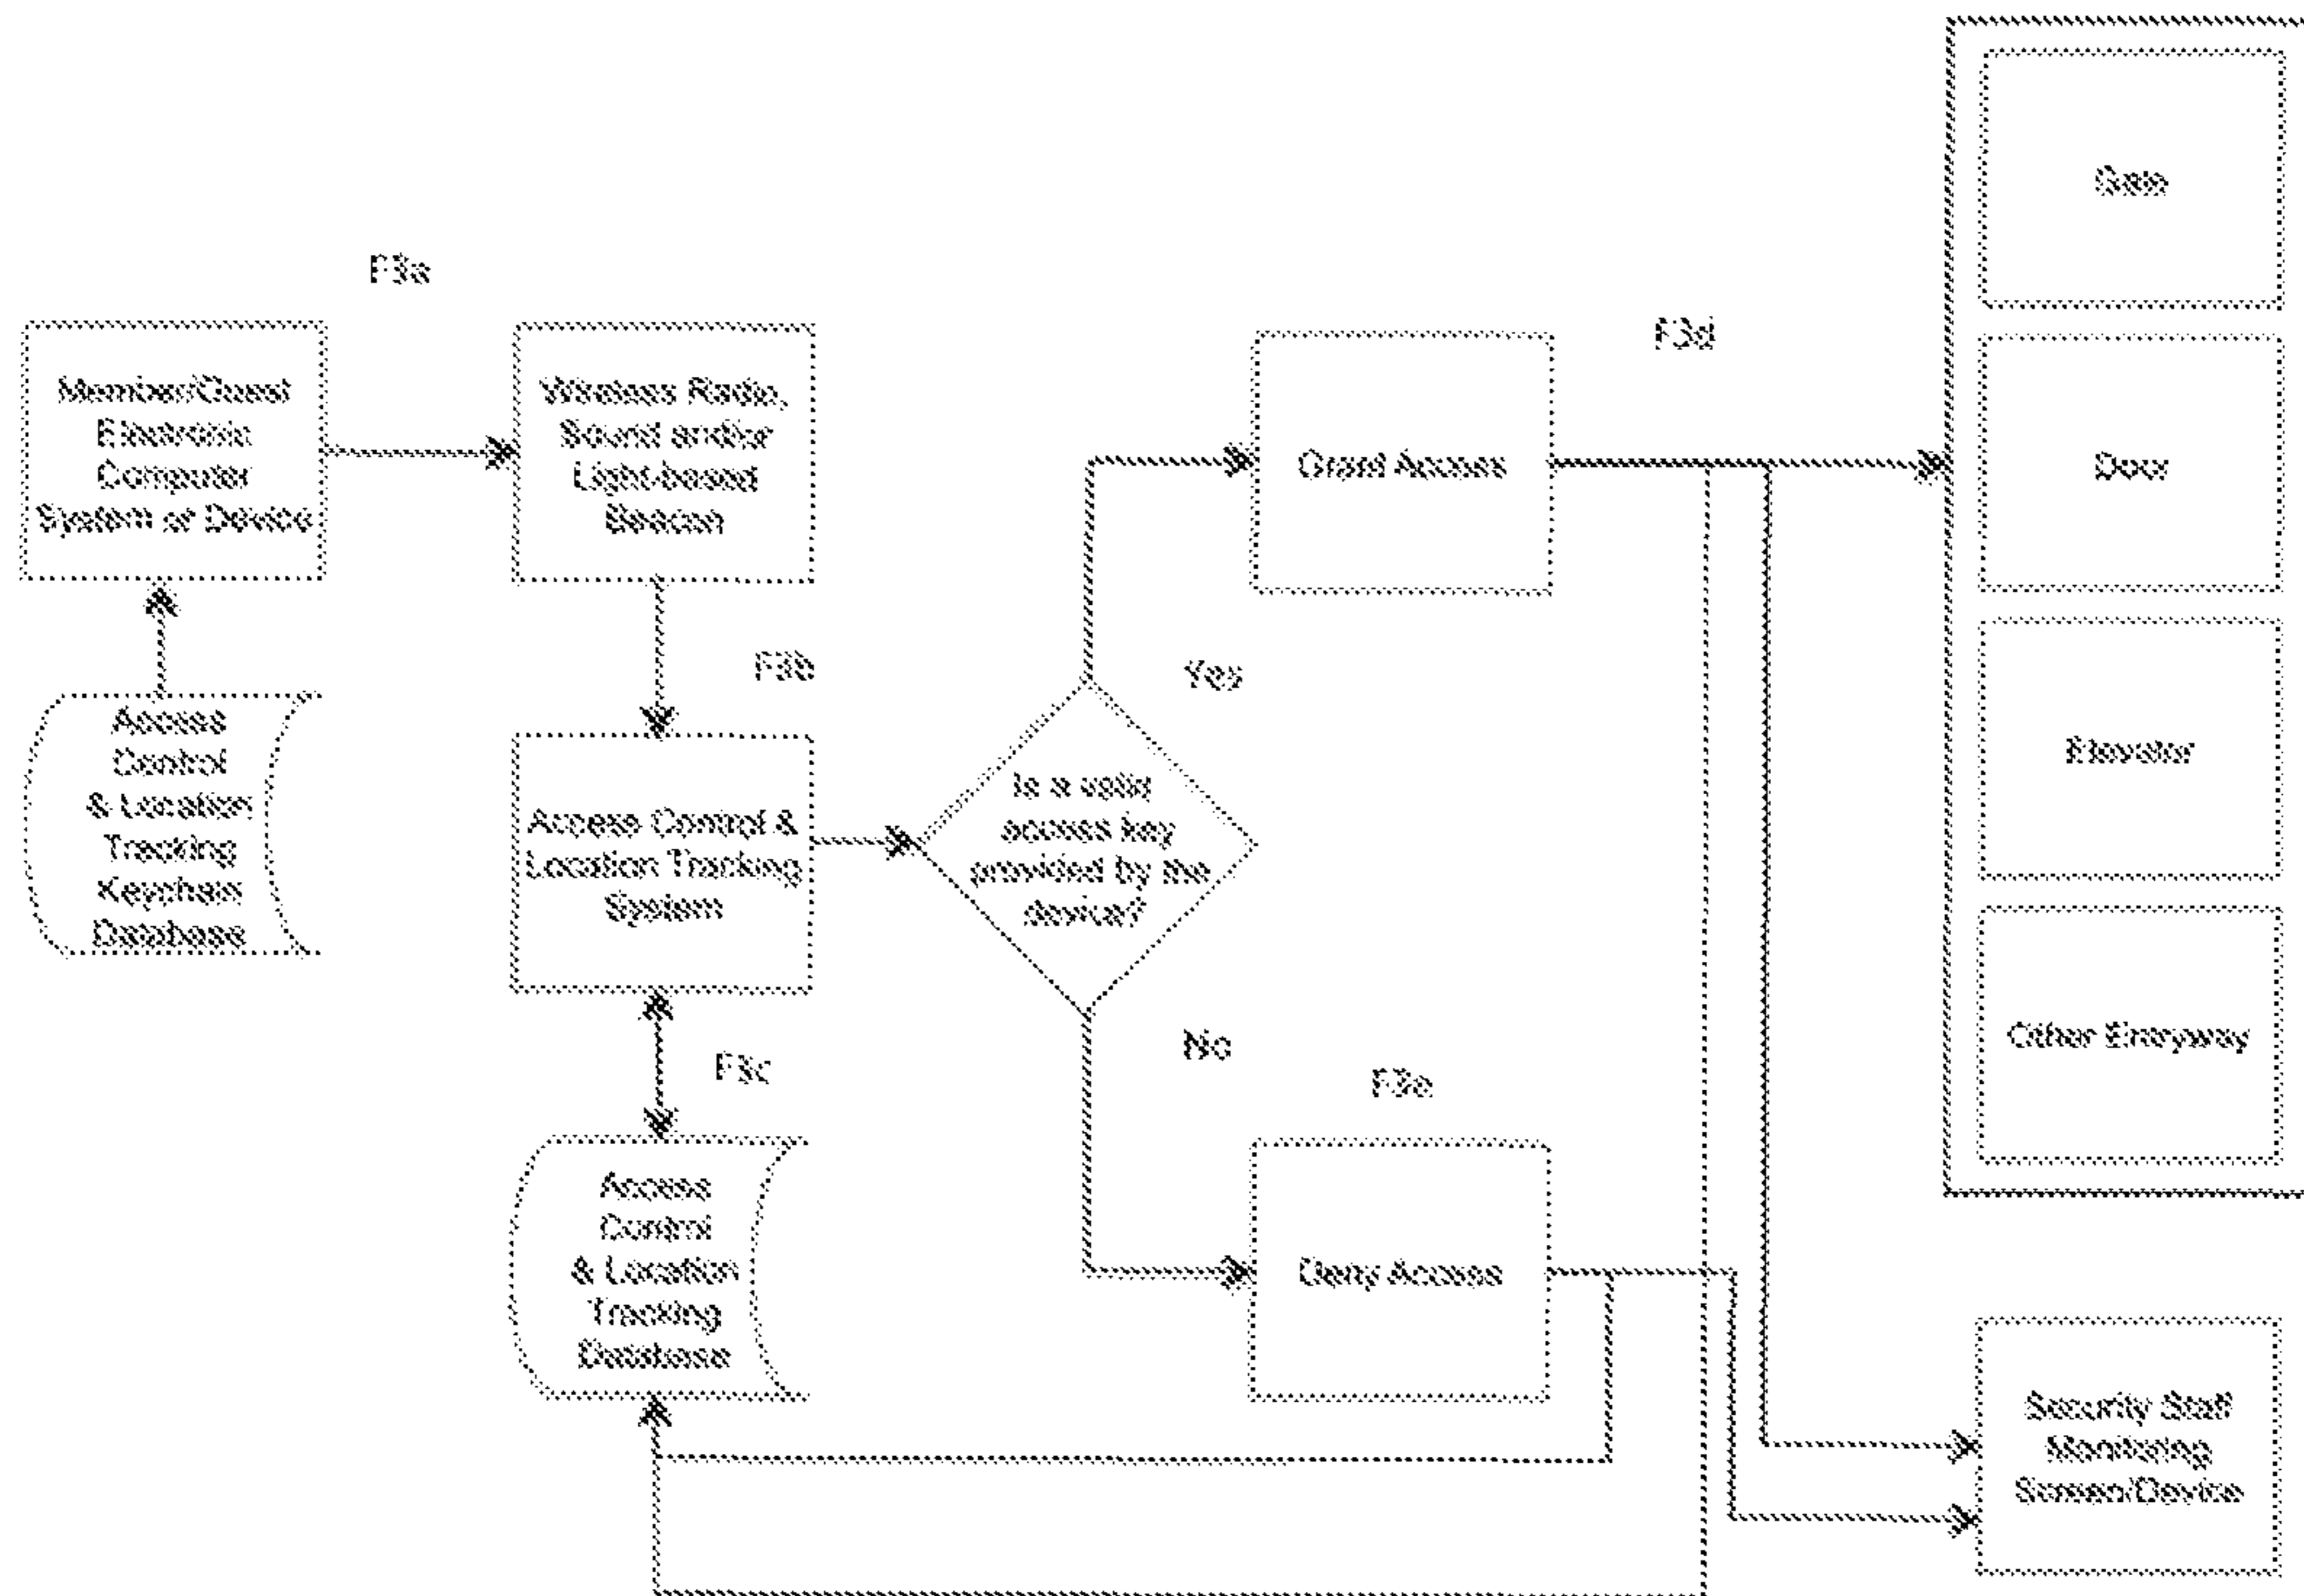 F3a
Member/Guest
Electronic
Computer
System or Device
Wireless Radio,
Sound and/or
Light-based
Beacon
F3b
Access
Control
& Location
Tracking
Keychain
Database
Access Control &
Location Tracking
System
F3c
Access
Control
& Location
Tracking
Database
Is a valid
access key
provided by the
device?
Yes
Grant Access
F3d
No
F3e
Deny Access
Gate
Door
Elevator
Other Entryway
Security Staff
Monitoring
Screen/Device